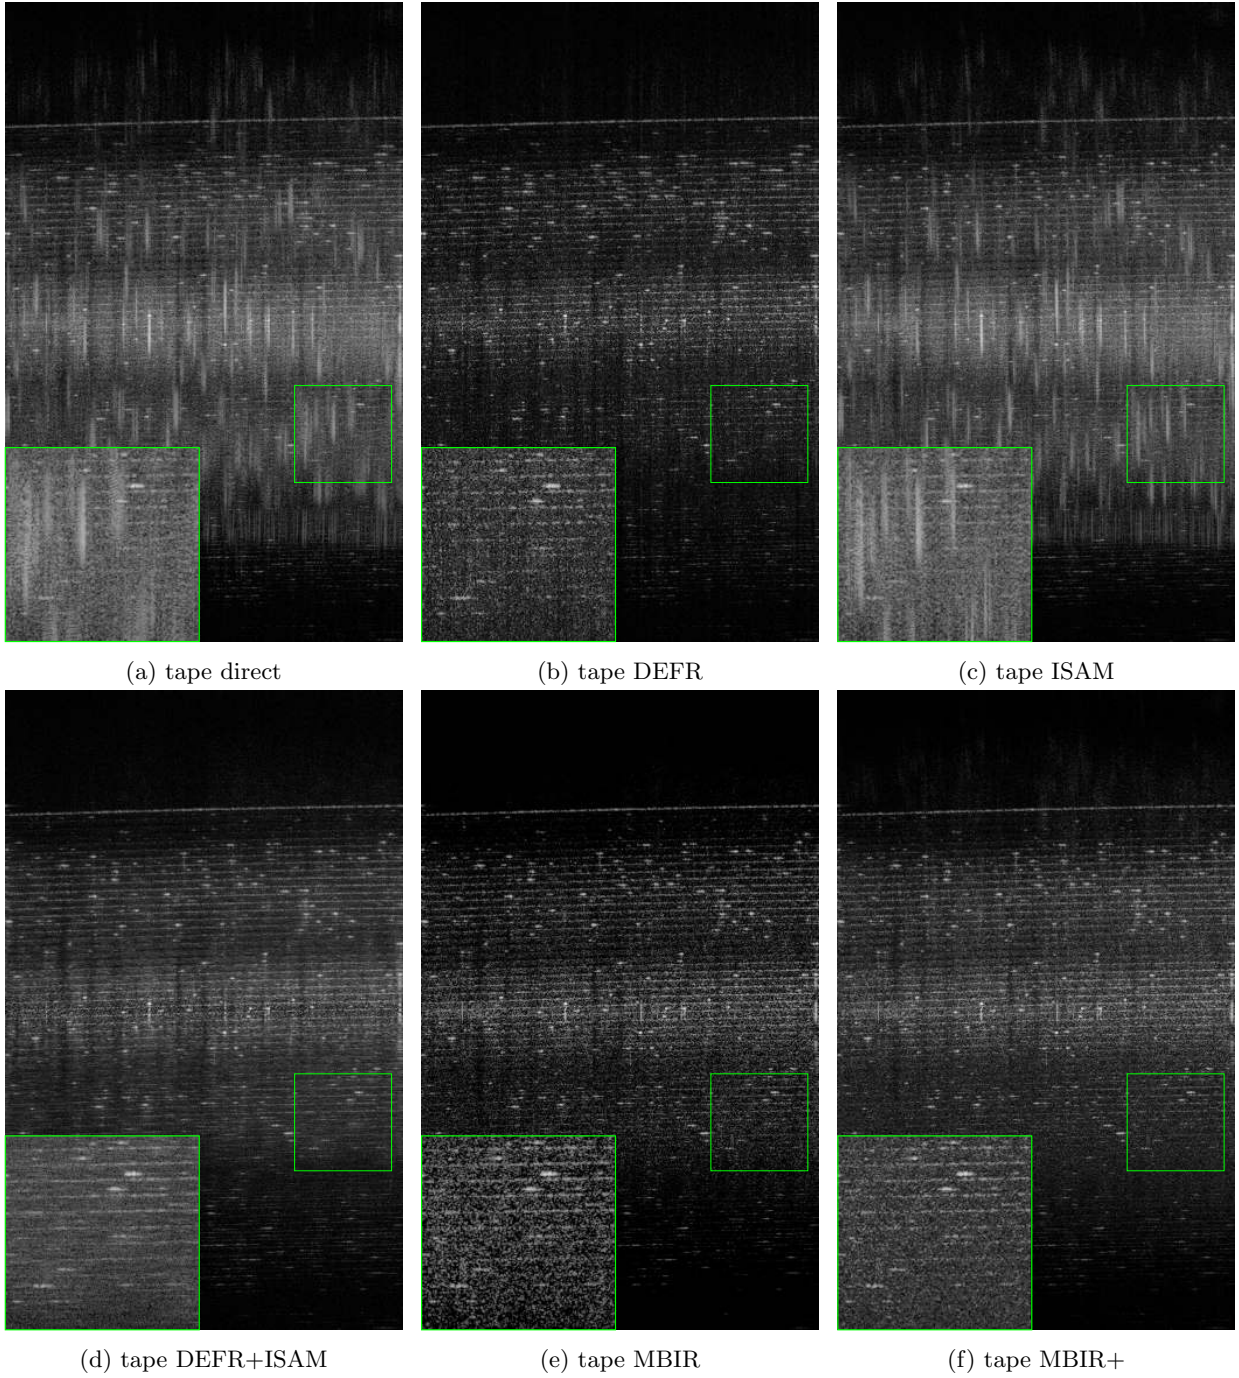 (a) tape direct
(b) tape DEFR
(c) tape ISAM
(d) tape DEFR+ISAM
(e) tape MBIR
(f) tape MBIR+